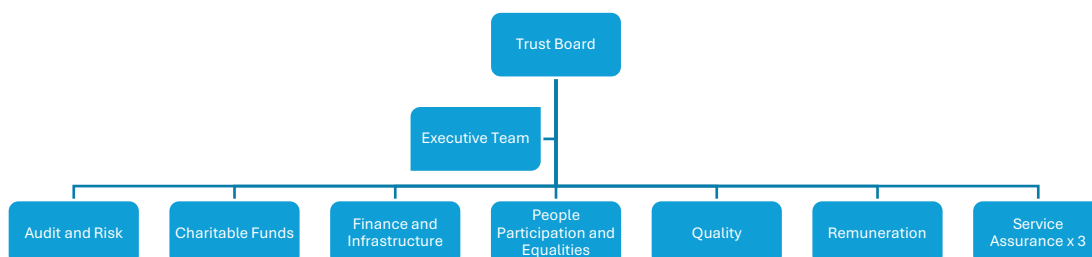 Trust Board
Executive Team
Audit and Risk
Charitable Funds
Finance and
Infrastructure
People
Participation and
Equalities
Quality
Remuneration
Service
Assurance x 3